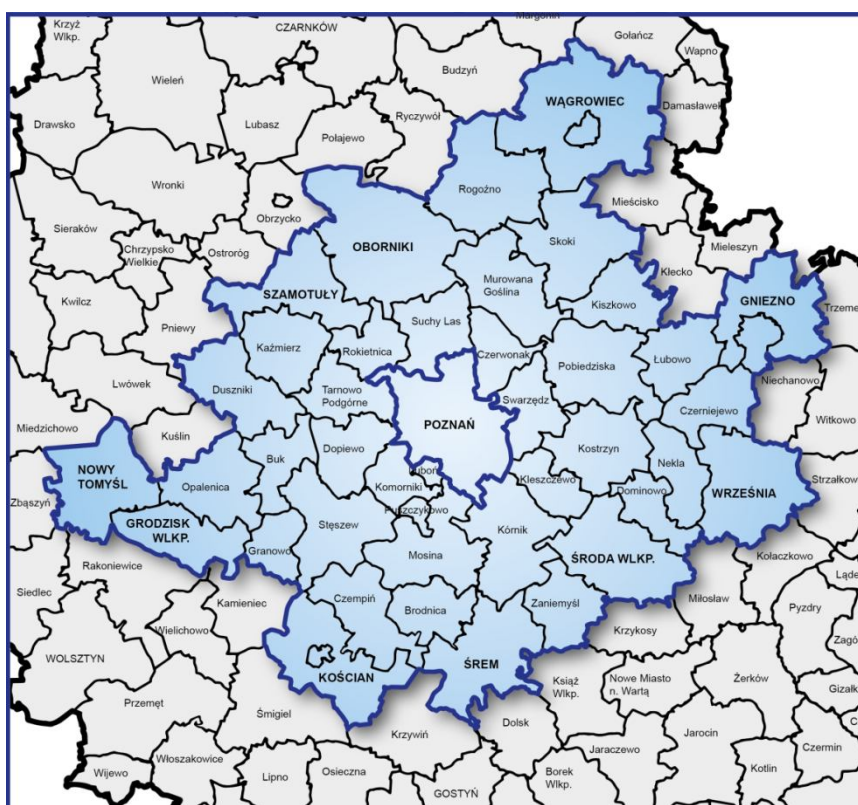 Margonin
Krzyż
Wlkp.
CZARNKÓW
Gołańcz
Wapno
Wieleń
Budzyń
WĄGROWIEC
Damasławek
Drawsko
Lubasz
Ryczywół
Połajewo
Wronki
Rogoźno
Mieścisko
Obrzycko
Sieraków
Chrzypsko
Wielkie
Ostroróg
OBORNIKI
Skoki
Mieleszyn
Kłecko
Kwilcz
SZAMOTUŁY
Murowana
Goślina
Kiszkowo
GNIEZNO
Trzeme
Pniewy
Suchy Las
Kaźmierz
Rokietnica
Czerwonak
Pobiedziska
Łubowo
Lwówek
Duszniki
Tarnowo
Podgórne
Swarzędz
Niechanowo
Czerniejewo
Witkowo
Miedzichowo
Kuślin
POZNAŃ
NOWY
TOMYŚL
Buk
Dopiewo
Kostrzyn
Nekla
Luboń
Zbąszyń
Opalenica
Komorniki
Kleszczewo
Dominowo
WRZEŚNIA
Strzałkow
GRODZISK
WLKP.
Puszczykowo
Stęszew
Kórnik
Granowo
Mosina
ŚRODA WLKP.
Kołaczkowo
Rakoniewice
Siedlec
Kamieniec
Czempiń
Brodnica
Zaniemyśl
Miłosław
Ląde
Pyzdry
Wielichowo
Krzykosy
Zagó
WOLSZTYN
KOŚCIAN
ŚREM
Książ
Wlkp.
Nowe Miasto
n. Wartą
Żerków
Gizałk
Przemęt
Śmigiel
Dolsk
Krzywiń
Jarocin
Jaraczewo
Czermin
Włoszakowice
Wijewo
Lipno
Osieczna
GOSTYŃ
Borek
Wlkp.
Kotlin